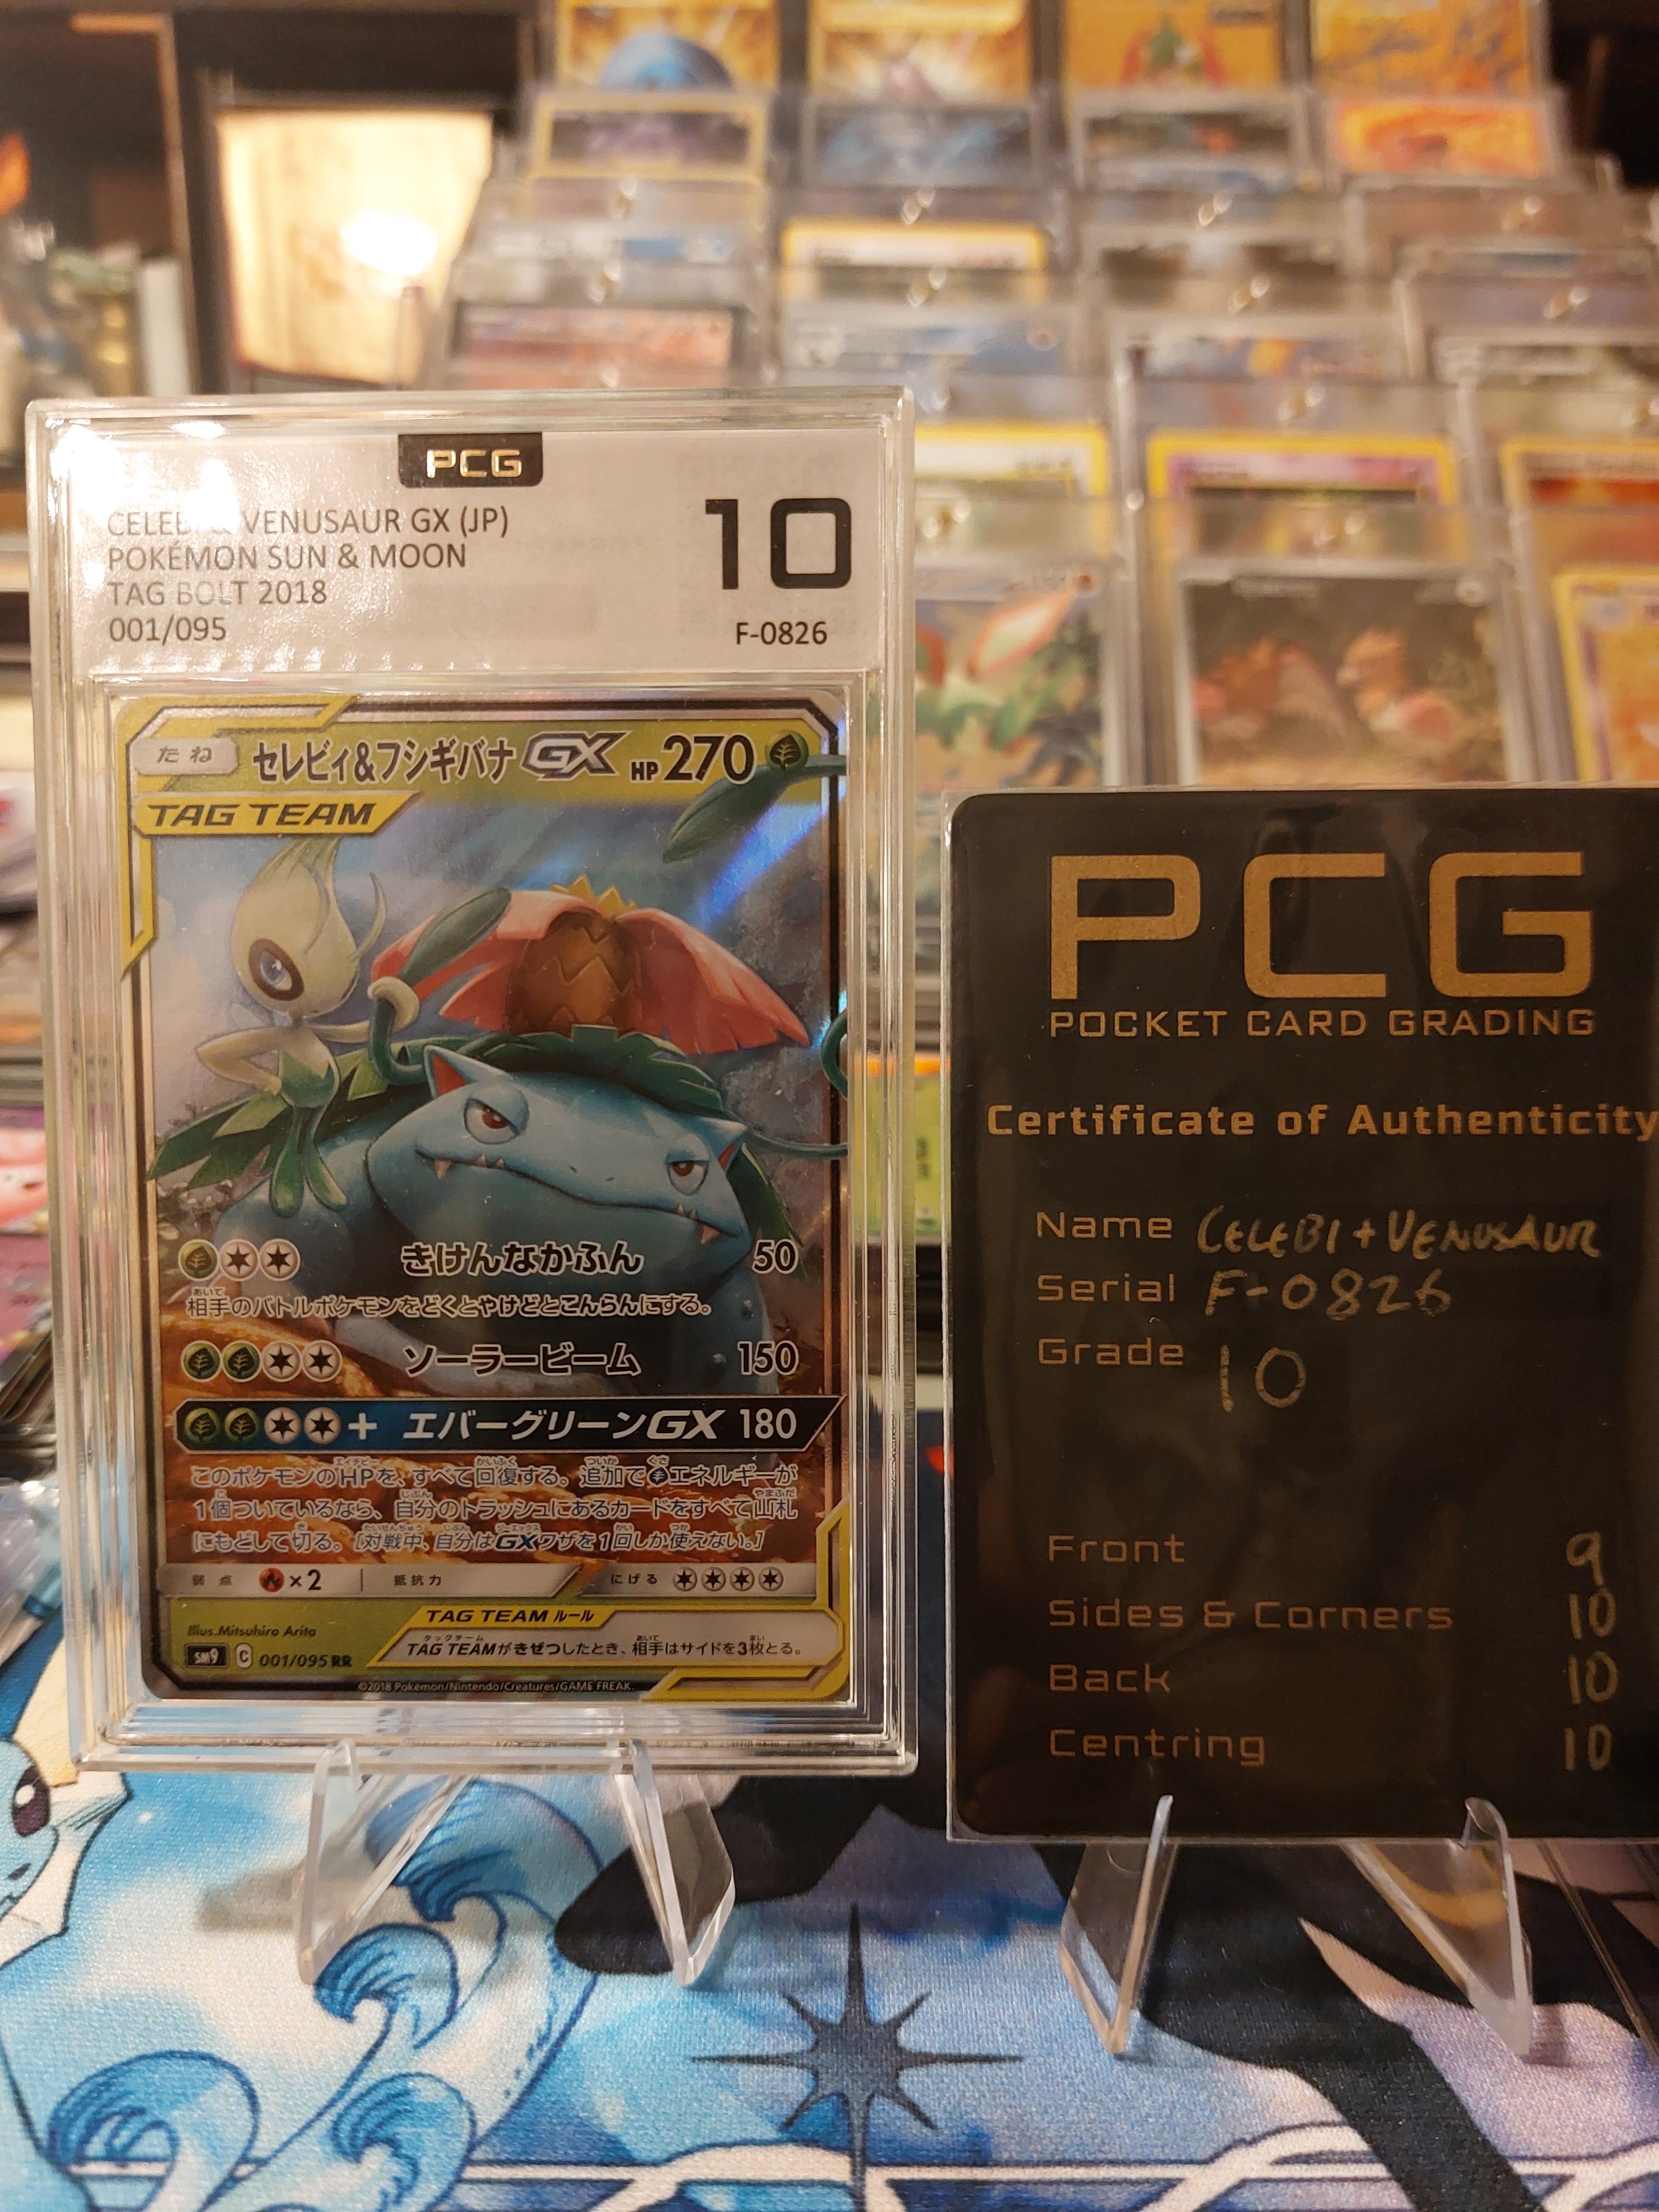 PCG
CELEBI & VENUSAUR GX (JP)
POKÉMON SUN & MOON
TAG BOLT 2018
001/095
10
F-0826
たね
セレビィ&フシギバナGX HP270
TAG TEAM
きけんなかふん 50
相手のバトルポケモンをどくとやけどとこんらんにする。
ソーラービーム 150
+ エバーグリーンGX 180
このポケモンのHPを、すべて回復する。追加でエネルギーが
1個ついているなら、自分のトラッシュにあるカードをすべて山札
にもどして切る。[対戦中、自分はGXワザを1回しか使えない。]
弱点 ×2 抵抗力 にげる
Illus.Mitsuhiro Arita
TAG TEAM ルール
TAG TEAMがきぜつしたとき、相手はサイドを3枚とる。
SM9 C 001/095 RR
©2018 Pokémon/Nintendo/Creatures/GAME FREAK.
PCG
POCKET CARD GRADING
Certificate of Authenticity
Name CELEBI + VENUSAUR
Serial F-0826
Grade 10
Front 9
Sides & Corners 10
Back 10
Centring 10